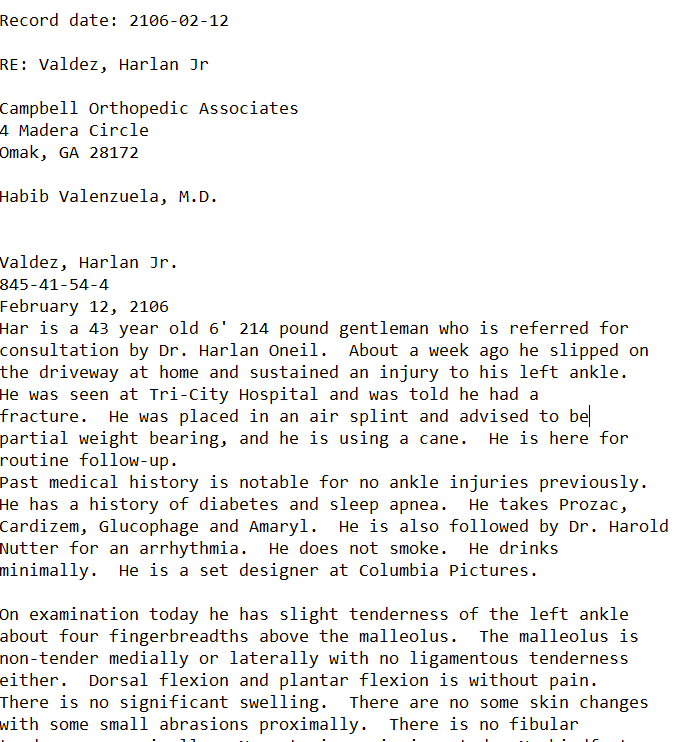 Record date: 2106-02-12
RE: Valdez, Harlan Jr
Campbell Orthopedic Associates
4 Madera Circle
Omak, GA 28172
Habib Valenzuela, M.D.
Valdez, Harlan Jr.
845-41-54-4
February 12, 2106
Har is a 43 year old 6' 214 pound gentleman who is referred for
consultation by Dr. Harlan Oneil.  About a week ago he slipped on
the driveway at home and sustained an injury to his left ankle.
He was seen at Tri-City Hospital and was told he had a
fracture.  He was placed in an air splint and advised to be
partial weight bearing, and he is using a cane.  He is here for
routine follow-up.
Past medical history is notable for no ankle injuries previously.
He has a history of diabetes and sleep apnea.  He takes Prozac,
Cardizem, Glucophage and Amaryl.  He is also followed by Dr. Harold
Nutter for an arrhythmia.  He does not smoke.  He drinks
minimally.  He is a set designer at Columbia Pictures.
On examination today he has slight tenderness of the left ankle
about four fingerbreadths above the malleolus.  The malleolus is
non-tender medially or laterally with no ligamentous tenderness
either.  Dorsal flexion and plantar flexion is without pain.
There is no significant swelling.  There are no some skin changes
with some small abrasions proximally.  There is no fibular